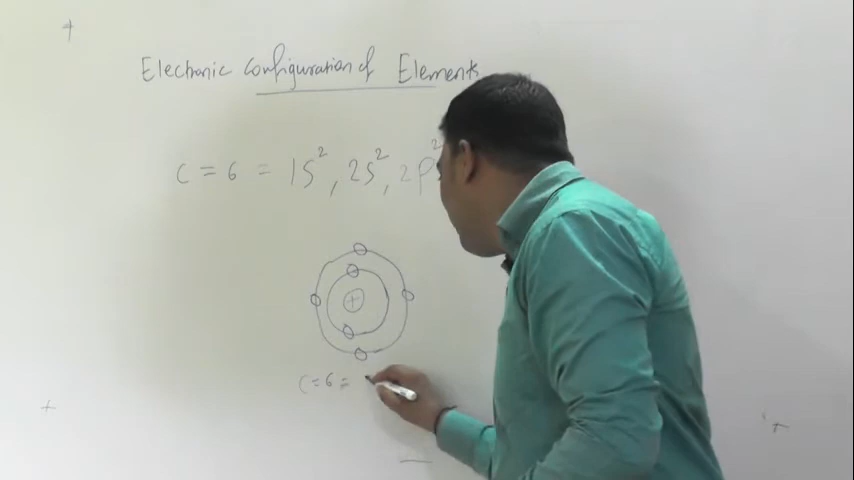 Electronic Configuration of Elements
C = 6 = 1S², 2S², 2P²
+
C = 6 =